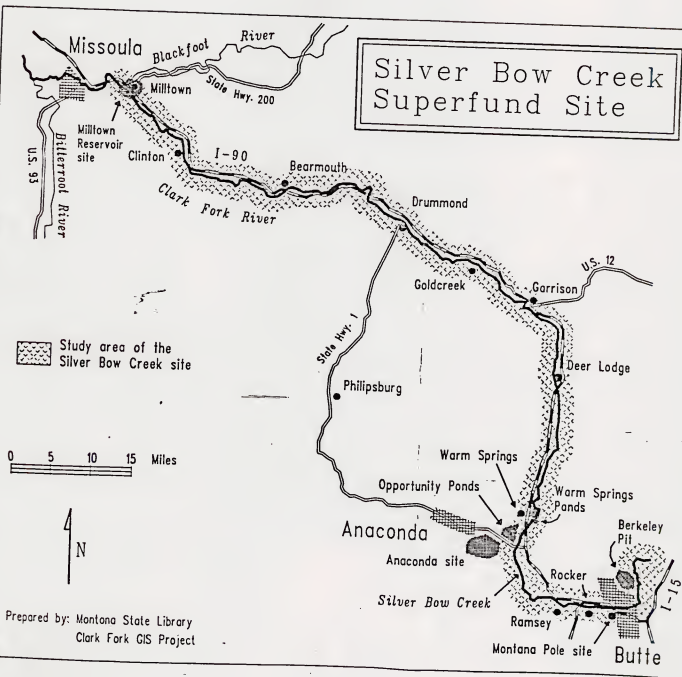 Silver Bow Creek
Superfund Site
Missoula
Blackfoot River
State Hwy. 200
Milltown
Milltown
Reservoir
site
U.S. 93
Bitterroot River
Clinton
I-90
Bearmouth
Clark Fork River
Drummond
Goldcreek
Garrison
U.S. 12
State Hwy. 1
Deer Lodge
Study area of the
Silver Bow Creek site
Philipsburg
0 5 10 15 Miles
Warm Springs
Opportunity Ponds
Warm Springs
Ponds
Anaconda
Anaconda site
Berkeley
Pit
Rocker
I-15
N
Silver Bow Creek
Ramsey
Montana Pole site
Butte
Prepared by: Montana State Library
Clark Fork GIS Project